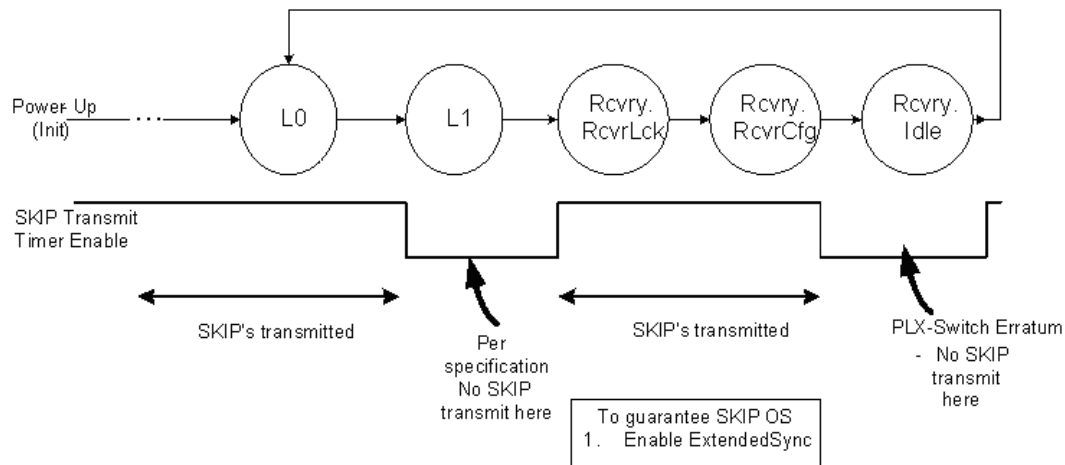 Power Up
(Init)
...
L0
L1
Rcvry.
RcvrLck
Rcvry.
RcvrCfg
Rcvry.
Idle
SKIP Transmit
Timer Enable
SKIP's transmitted
Per
specification
No SKIP
transmit here
SKIP's transmitted
PLX-Switch Erratum
- No SKIP
transmit
here
To guarantee SKIP OS
1. Enable ExtendedSync